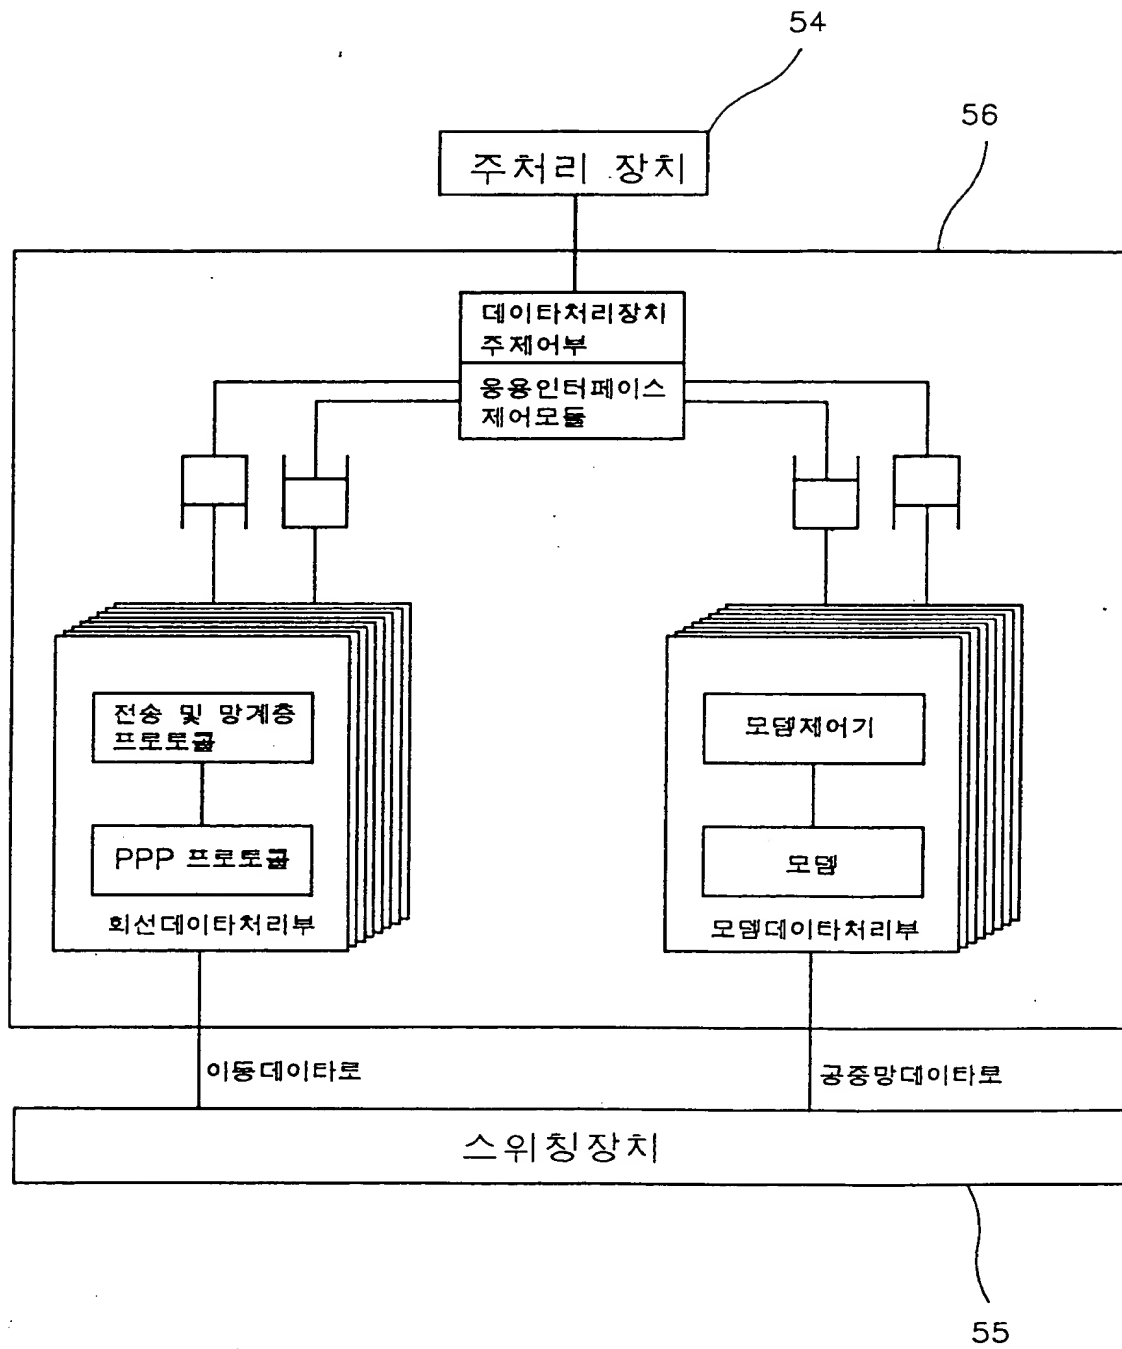 54
56
주처리 장치
데이타처리장치
주제어부
응용인터페이스
제어모듈
전송 및 망계층
프로토콜
PPP 프로토콜
회선데이타처리부
모뎀제어기
모뎀
모뎀데이타처리부
이동데이타로
공중망데이타로
스위칭장치
55